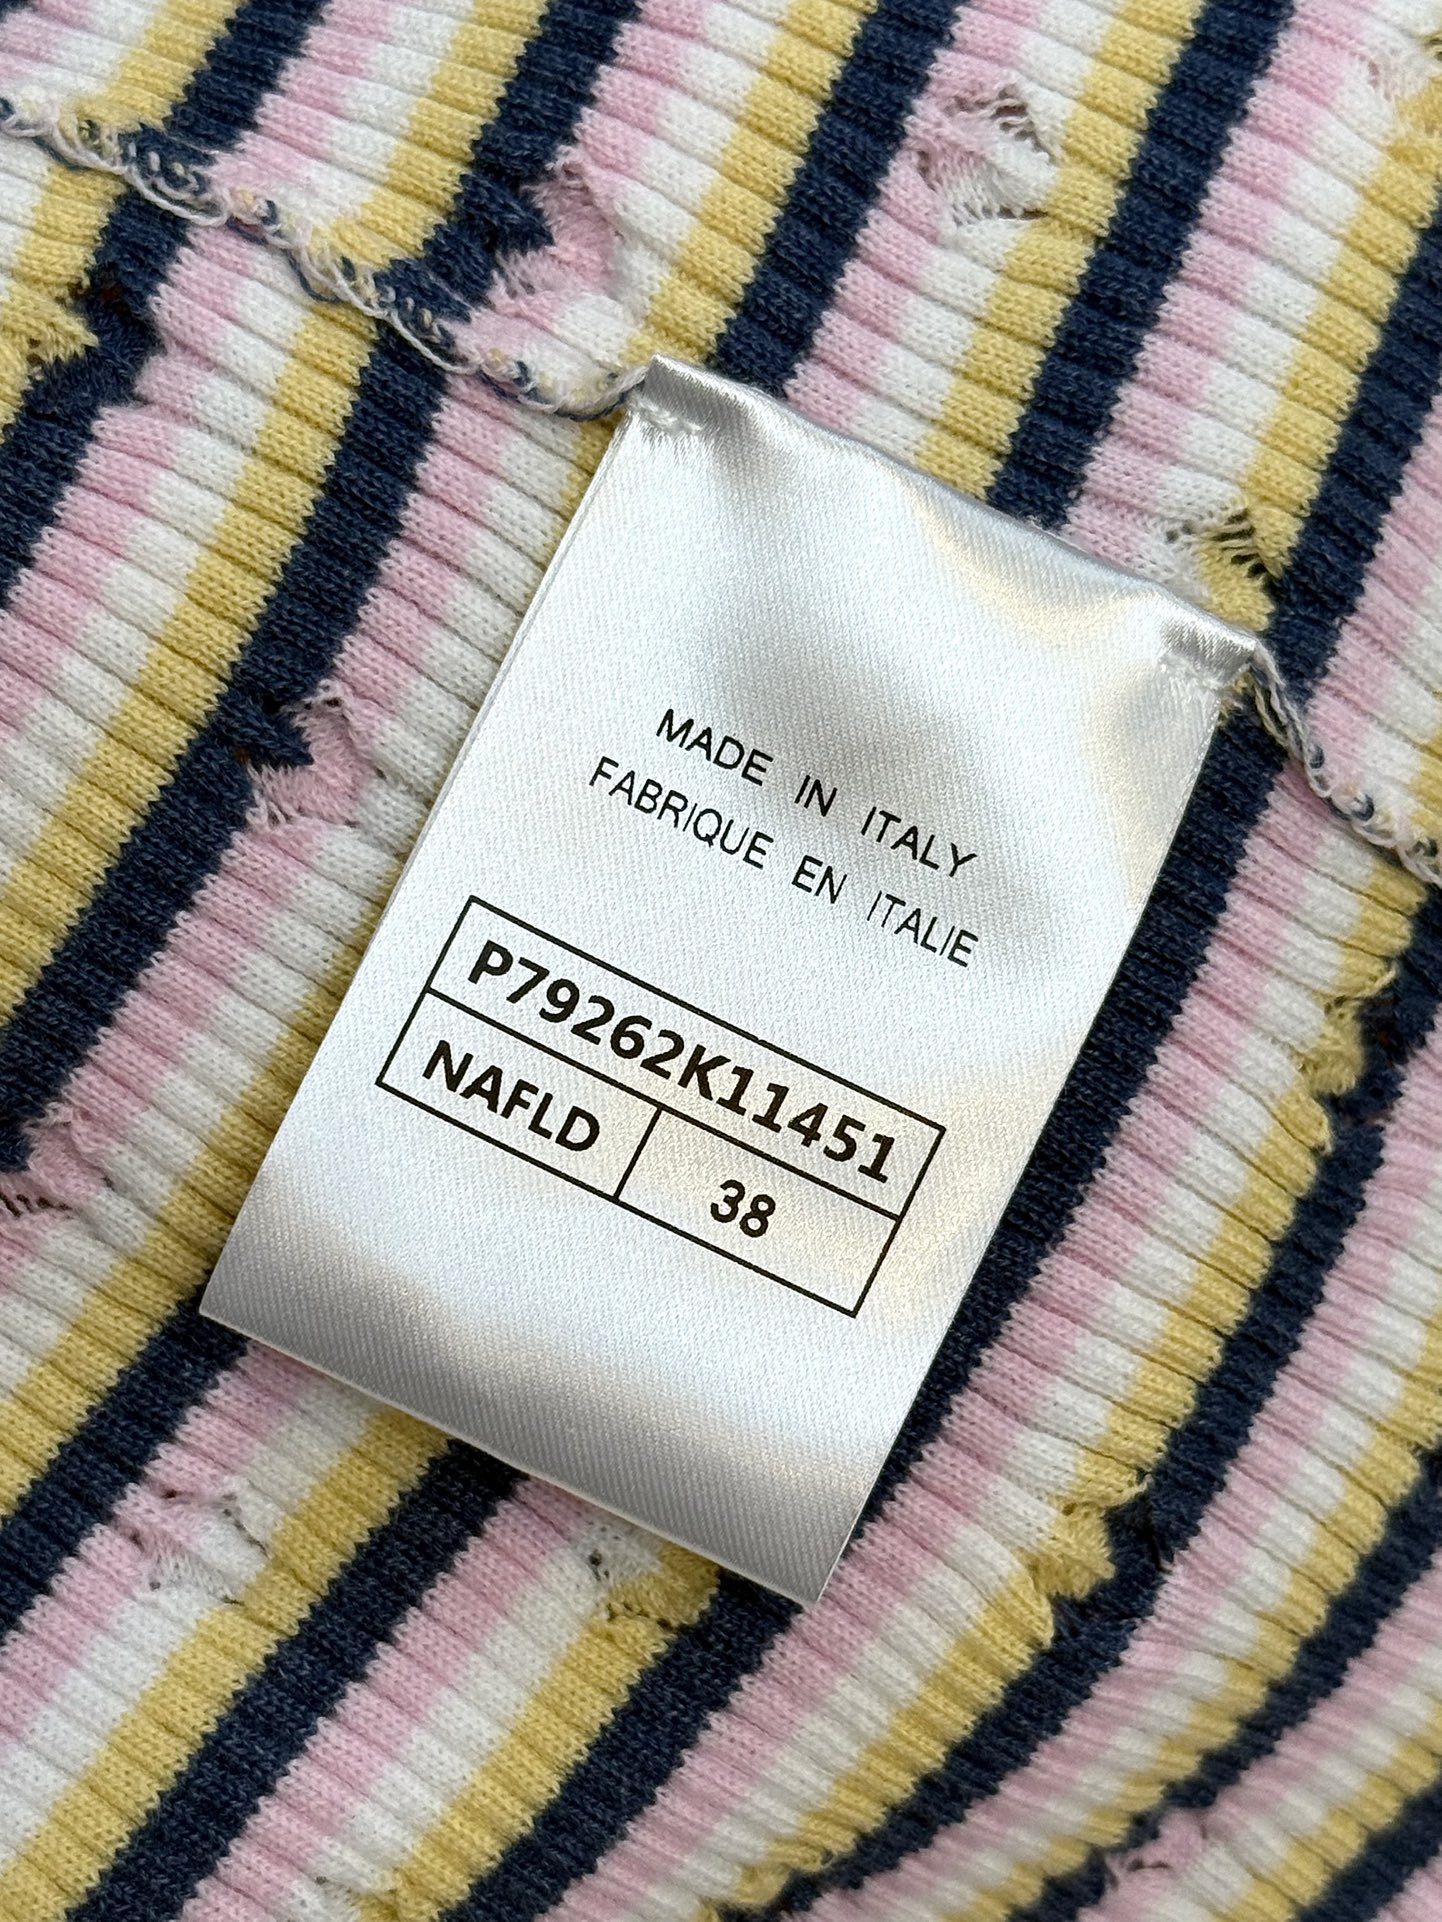 MADE IN ITALY
FABRIQUE EN ITALIE
P79262K11451
NAFLD
38